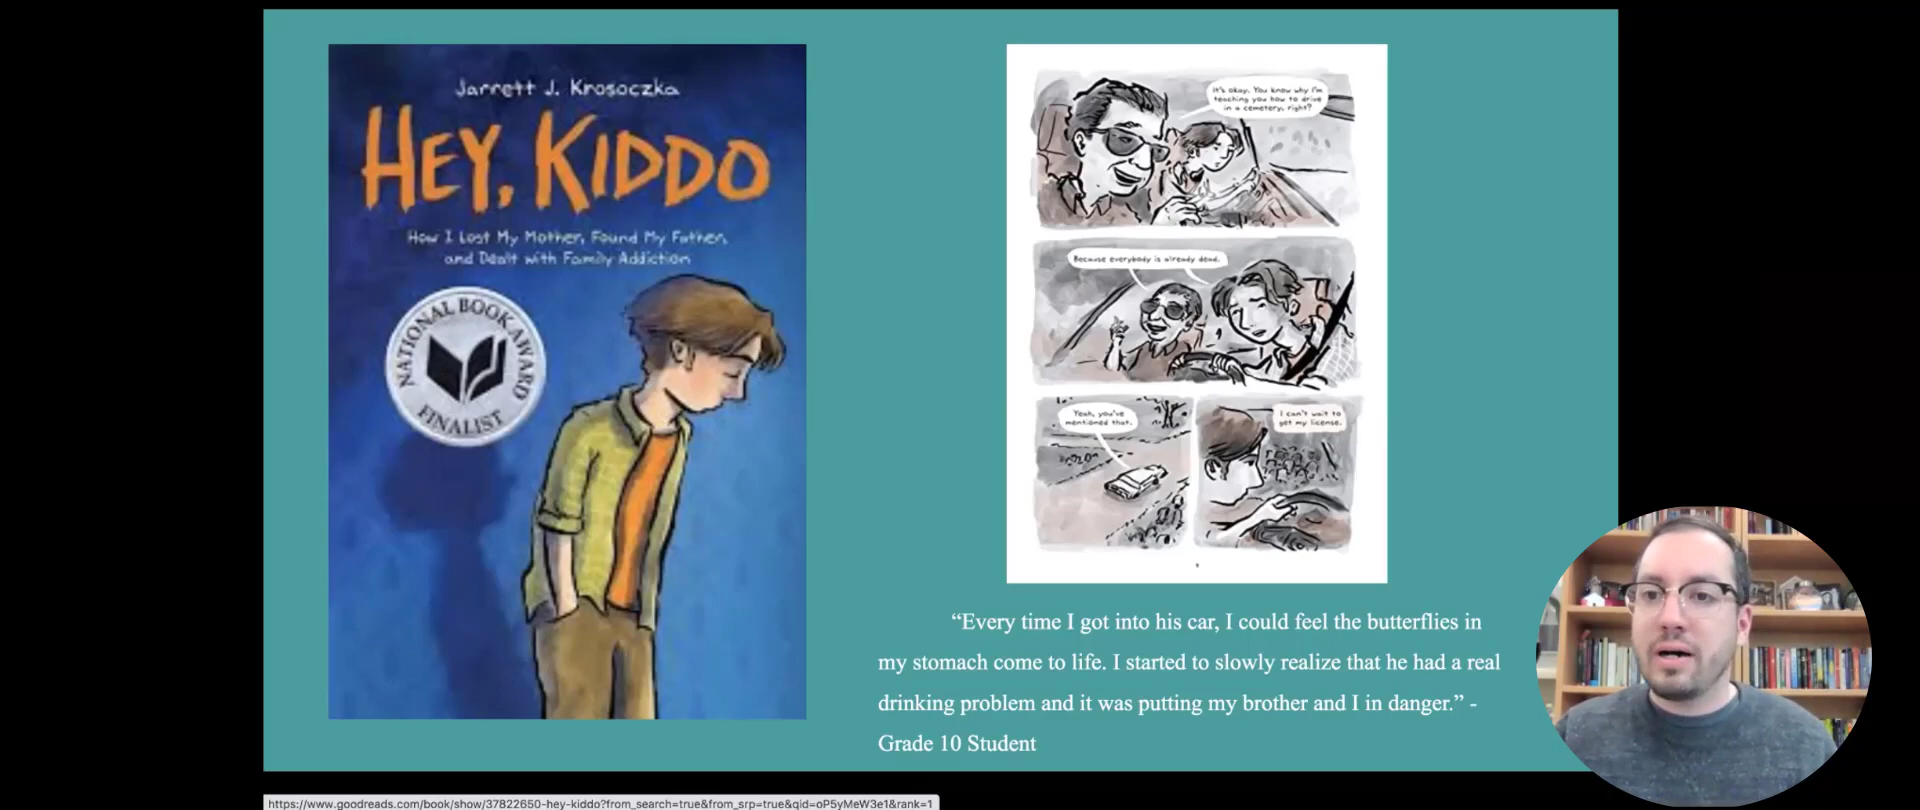 Jarrett J. Krosoczka
HEY, KIDDO
How I Lost My Mother, Found My Father,
and Dealt with Family Addiction
NATIONAL BOOK AWARD
FINALIST
It's okay. You know why I'm
teaching you how to drive
in a cemetery, right?
Because everybody is already dead.
Yeah, you've
mentioned that.
I can't wait to
get my license.
“Every time I got into his car, I could feel the butterflies in
my stomach come to life. I started to slowly realize that he had a real
drinking problem and it was putting my brother and I in danger.” -
Grade 10 Student
https://www.goodreads.com/book/show/37822650-hey-kiddo?from_search=true&from_srp=true&qid=oP5yMeW3e1&rank=1